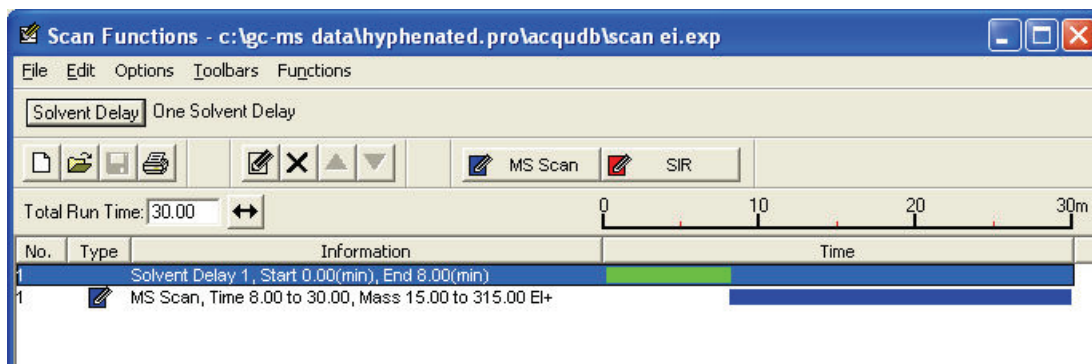 Scan Functions - c:\gc-ms data\hyphenated.pro\acqudb\scan ei.exp
File Edit Options Toolbars Functions
Solvent Delay One Solvent Delay
MS Scan SIR
Total Run Time: 30.00 0 10 20 30m
No. Type Information Time
1 Solvent Delay 1, Start 0.00(min), End 8.00(min)
1 MS Scan, Time 8.00 to 30.00, Mass 15.00 to 315.00 EI+